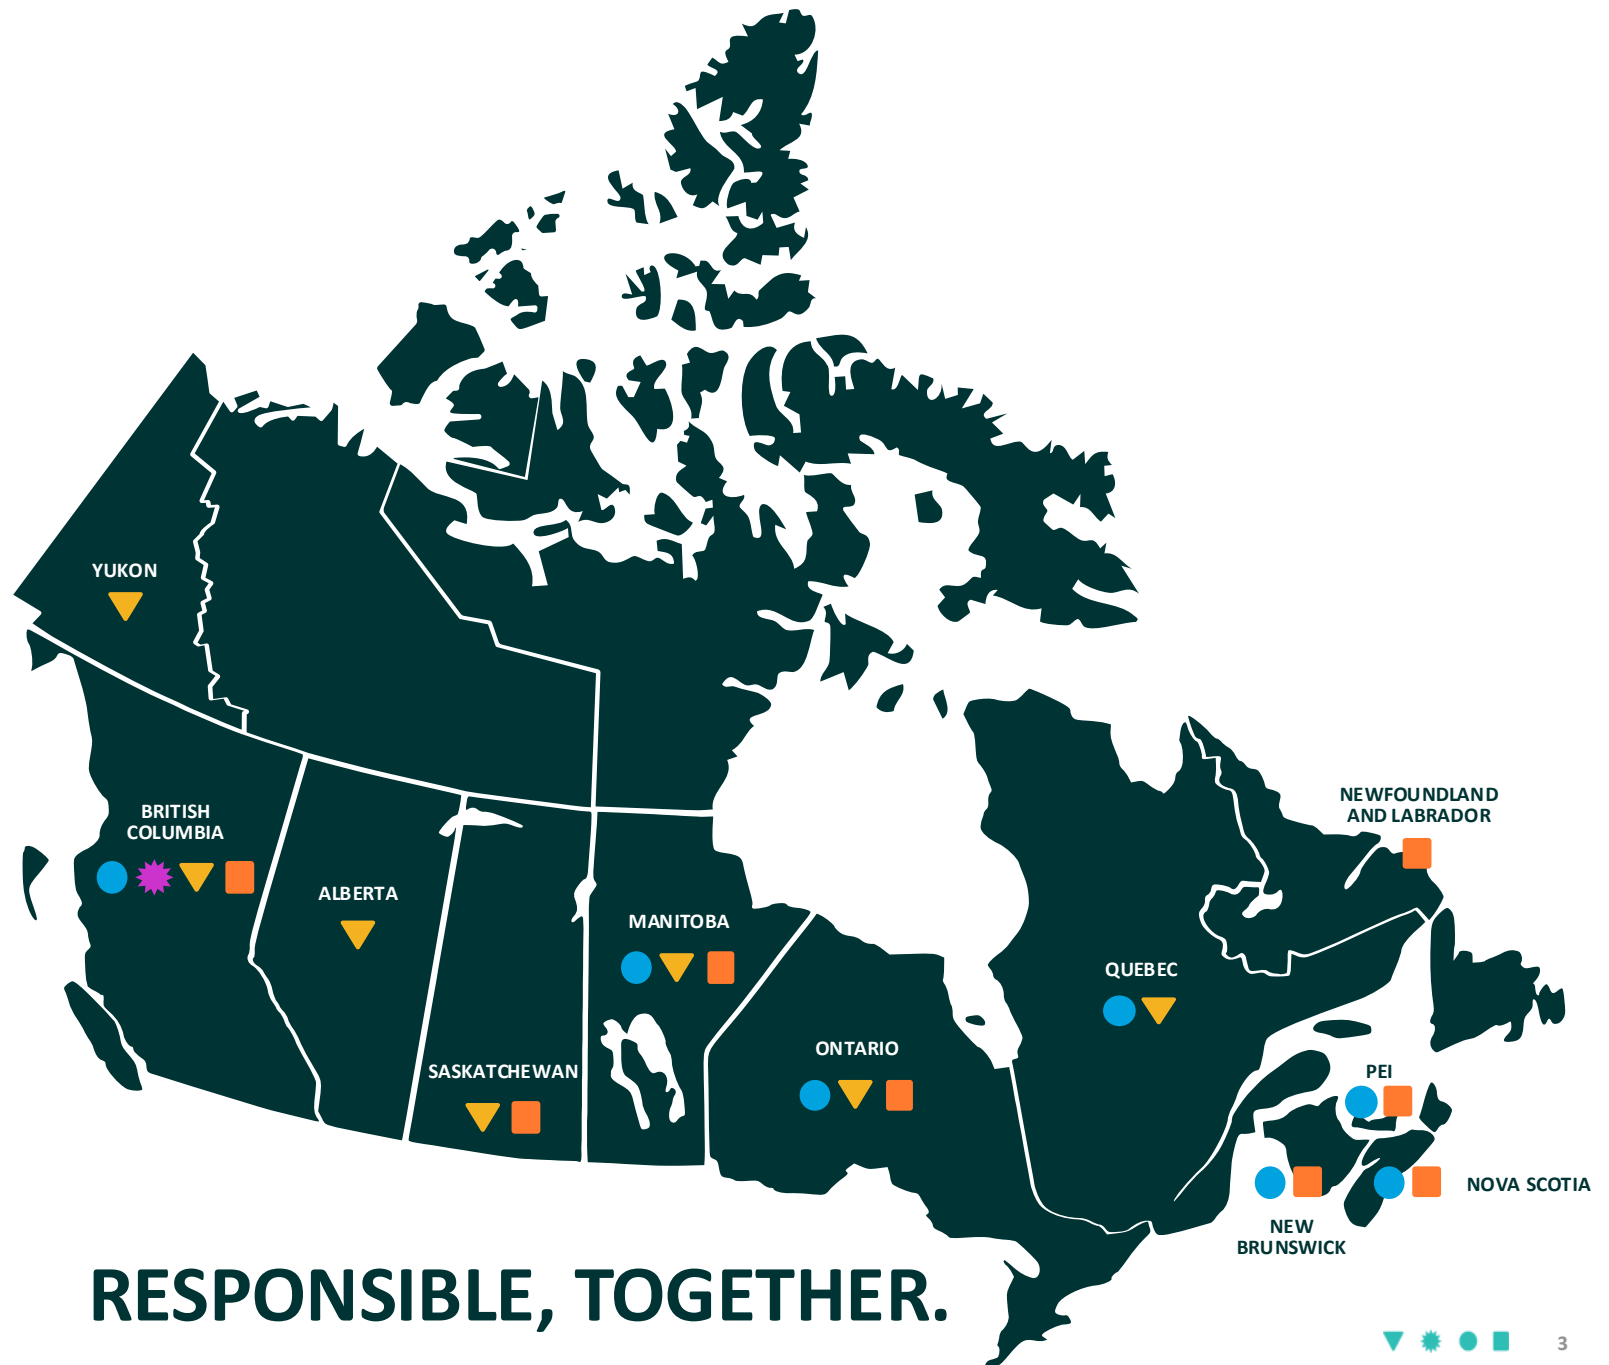 YUKON
BRITISH
COLUMBIA
ALBERTA
SASKATCHEWAN
MANITOBA
ONTARIO
QUEBEC
NEWFOUNDLAND
AND LABRADOR
PEI
NOVA SCOTIA
NEW
BRUNSWICK
RESPONSIBLE, TOGETHER.
3